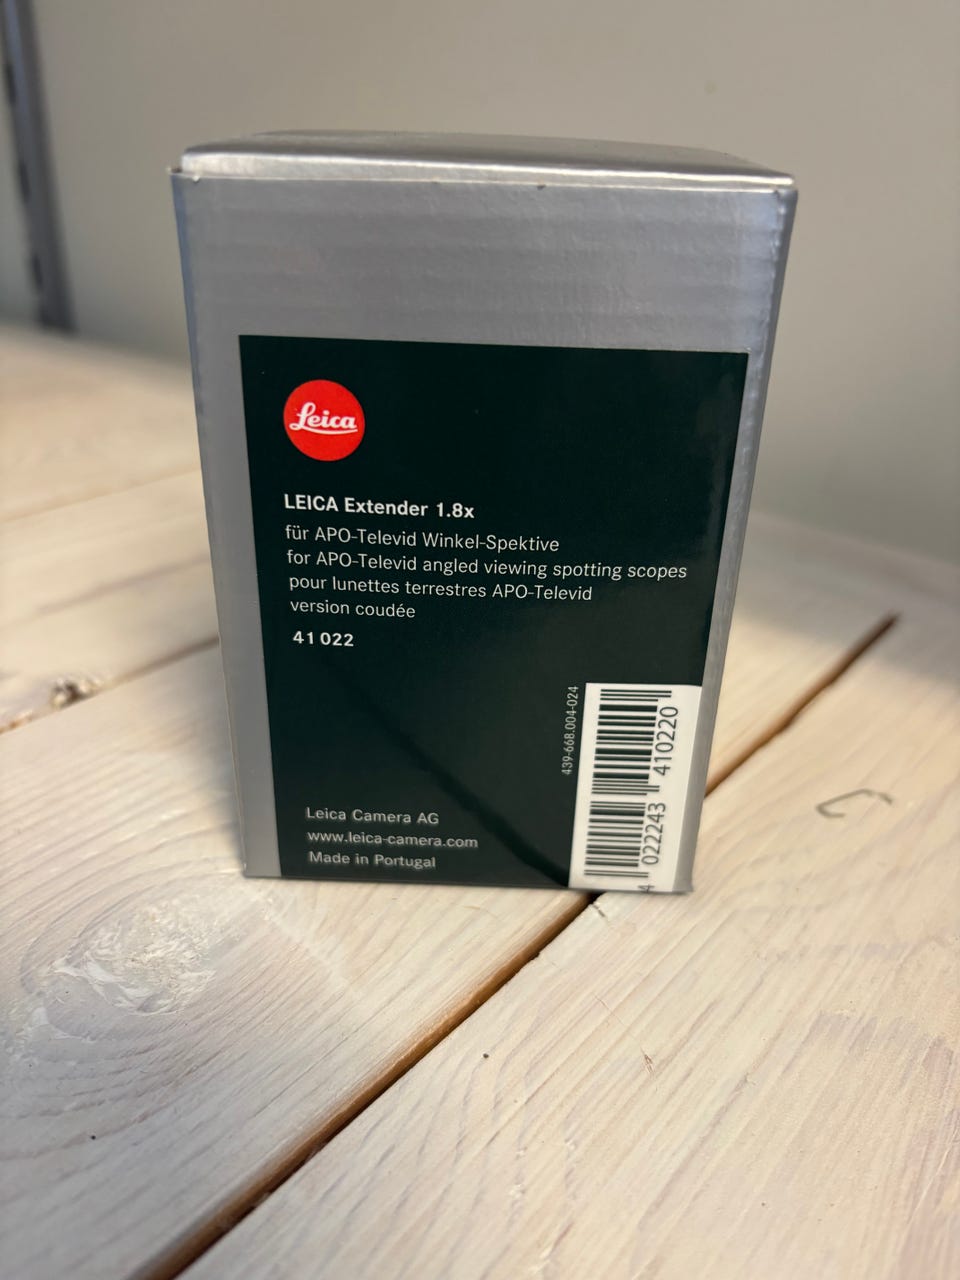 Leica
LEICA Extender 1.8x
für APO-Televid Winkel-Spektive
for APO-Televid angled viewing spotting scopes
pour lunettes terrestres APO-Televid
version coudée
41 022
439-668.004-024
4 022243 410220
Leica Camera AG
www.leica-camera.com
Made in Portugal